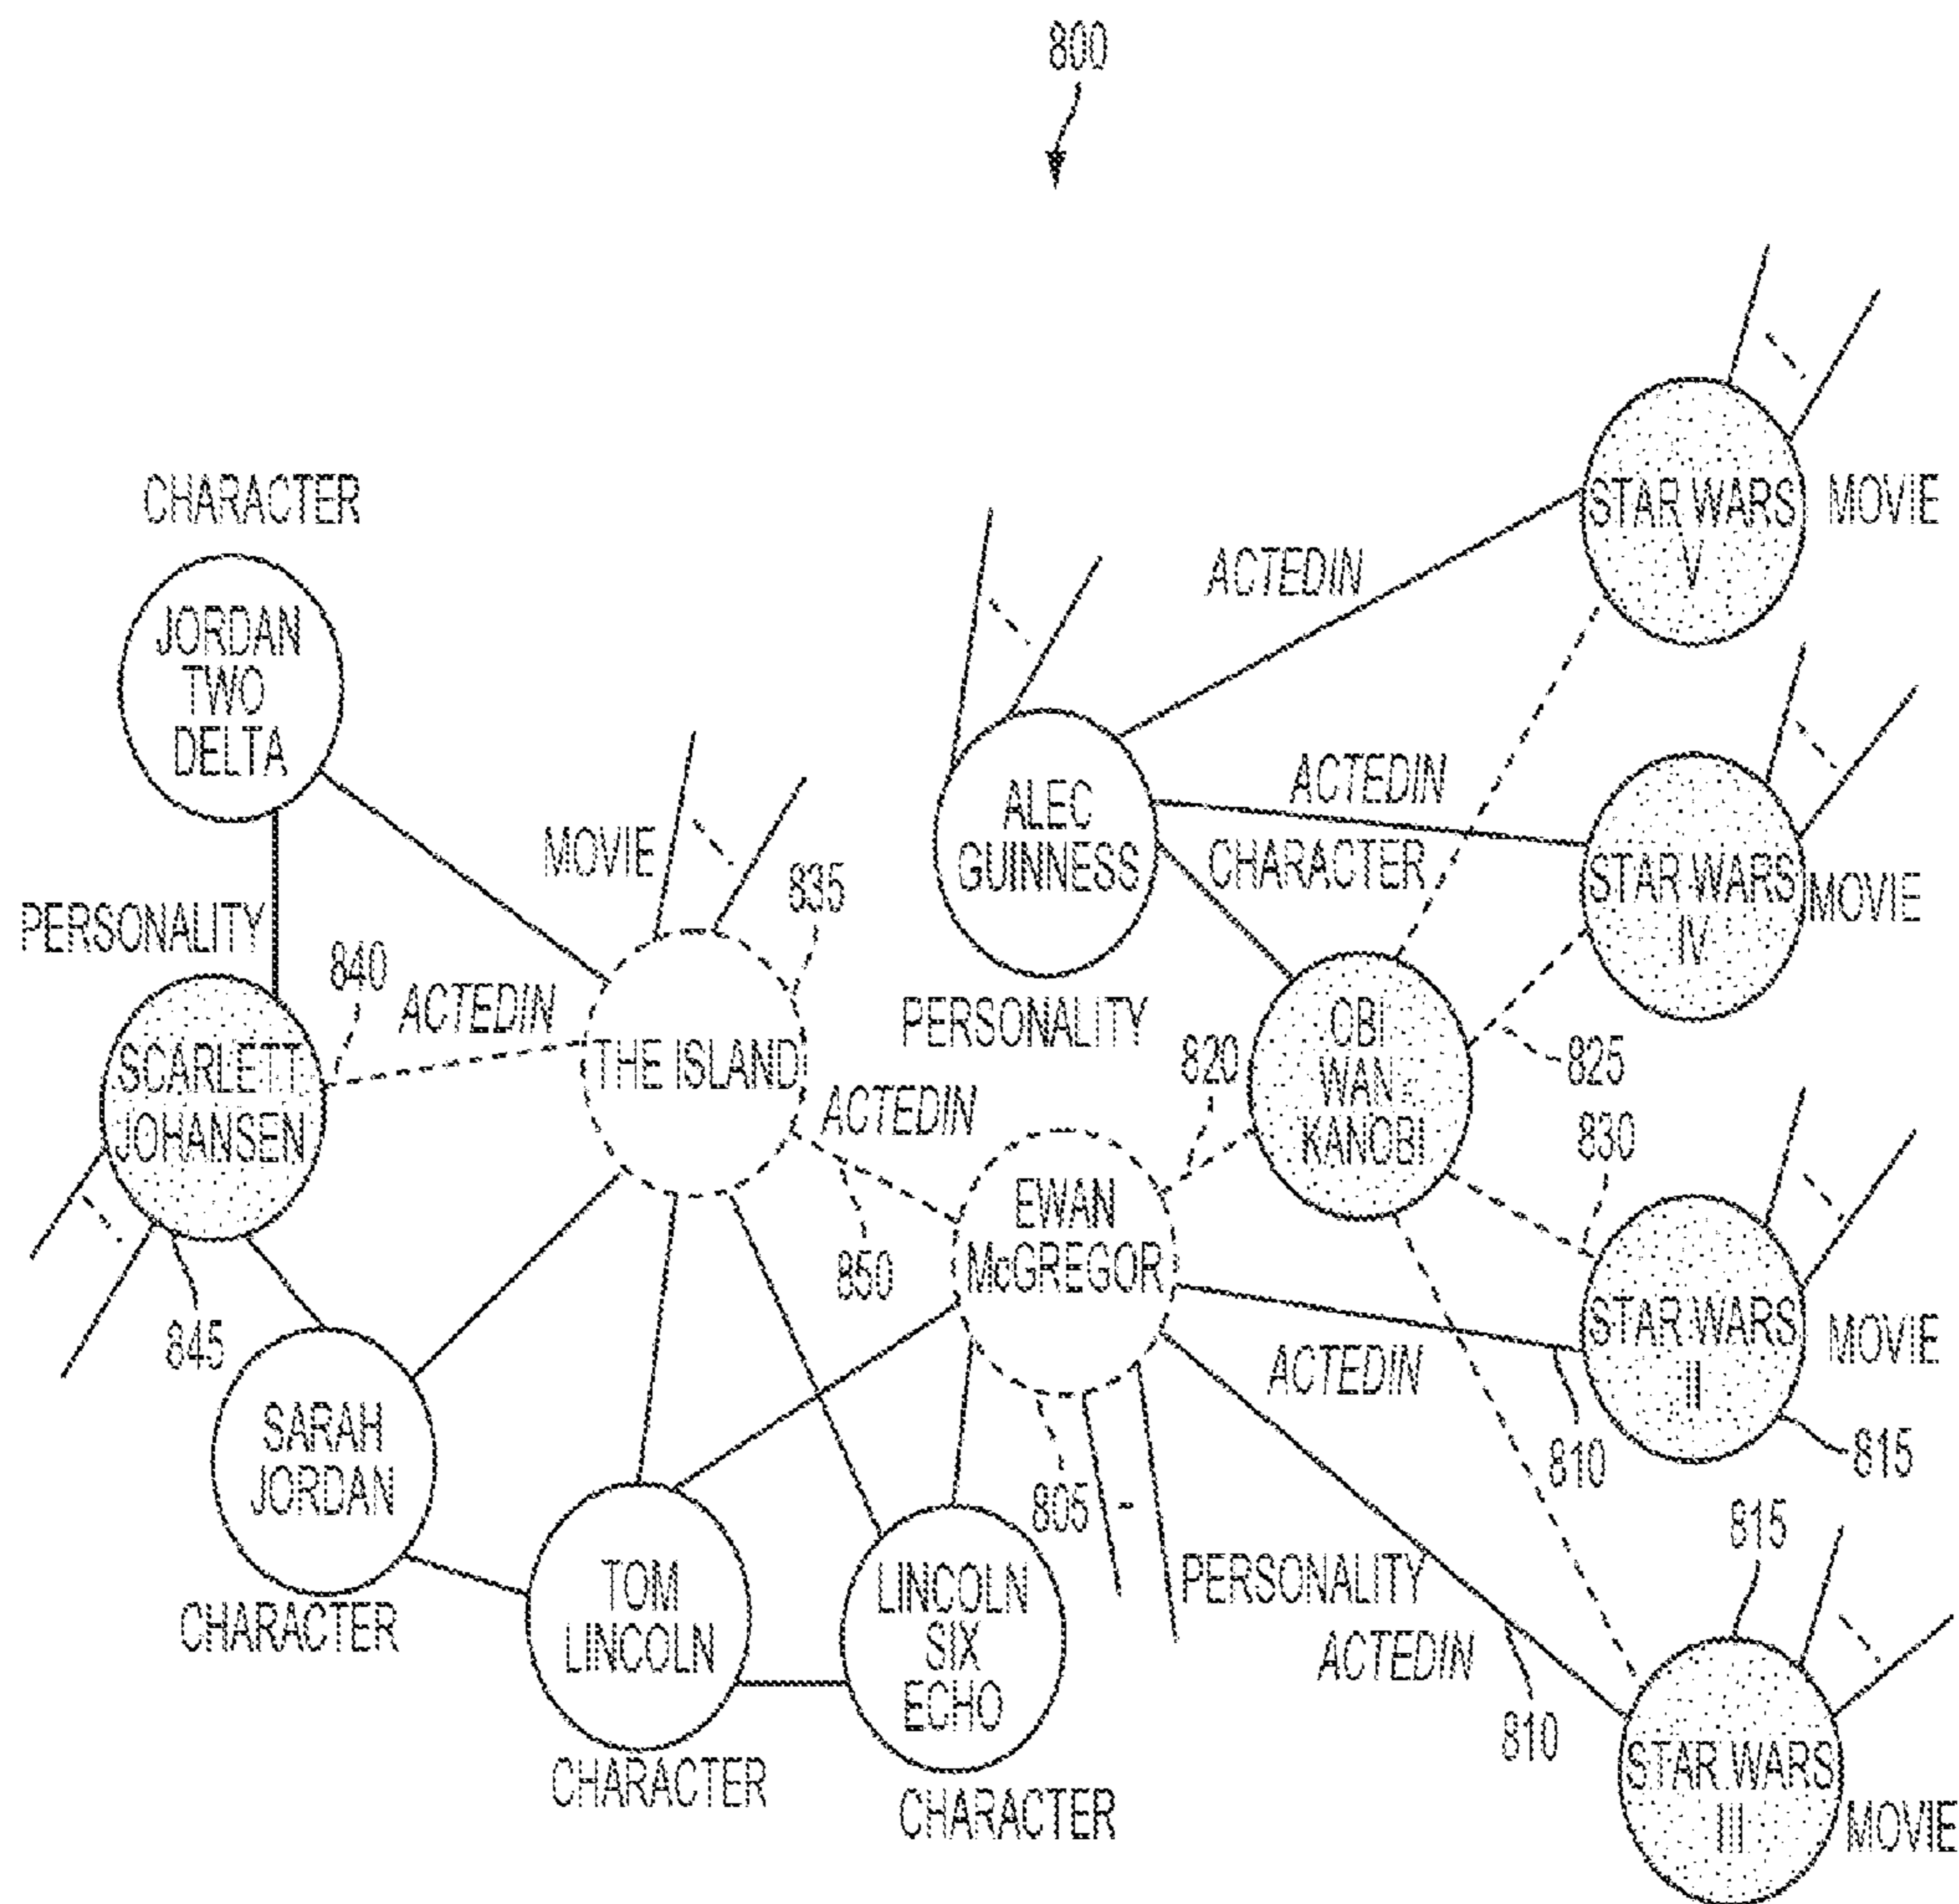 800
CHARACTER
JORDAN
TWO
DELTA
PERSONALITY
840
ACTEDIN
SCARLETT
JOHANSEN
845
MOVIE
835
THE ISLAND
ACTEDIN
850
SARAH
JORDAN
CHARACTER
TOM
LINCOLN
CHARACTER
LINCOLN
SIX
ECHO
CHARACTER
ALEC
GUINNESS
PERSONALITY
ACTEDIN
ACTEDIN
CHARACTER
820
OBI
WAN
KANOBI
825
830
EWAN
McGREGOR
805
PERSONALITY
ACTEDIN
810
ACTEDIN
810
STAR WARS
V
MOVIE
STAR WARS
IV
MOVIE
STAR WARS
II
MOVIE
815
815
STAR WARS
III
MOVIE